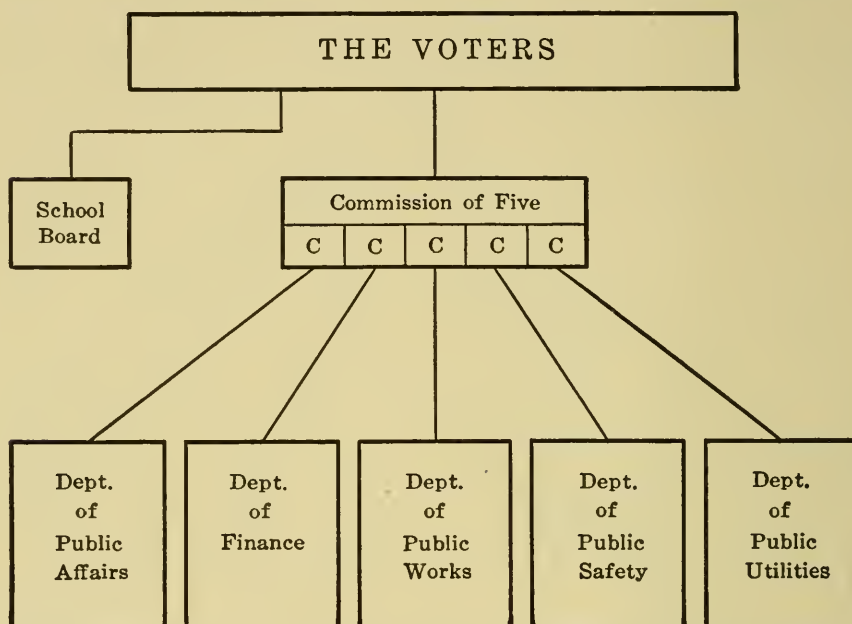 THE VOTERS
School
Board
Commission of Five
C C C C C
Dept.
of
Public
Affairs
Dept.
of
Finance
Dept.
of
Public
Works
Dept.
of
Public
Safety
Dept.
of
Public
Utilities